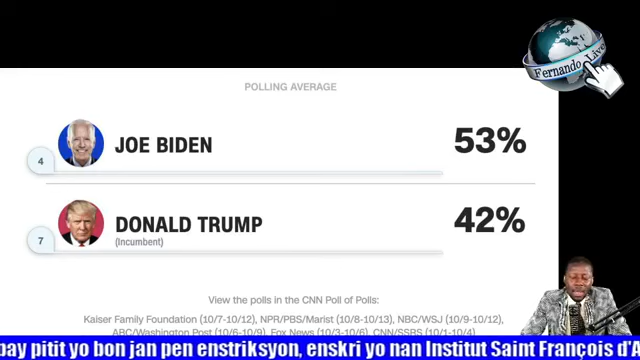 Fernando Live
POLLING AVERAGE
JOE BIDEN
53%
4
DONALD TRUMP
42%
7
(Incumbent)
View the polls in the CNN Poll of Polls:
Kaiser Family Foundation (10/7-10/12), NPR/PBS/Marist (10/8-10/13), NBC/WSJ (10/9-10/12),
ABC/Washington Post (10/6-10/9), Fox News (10/3-10/6), CNN/SSRS (10/1-10/4)
bay pitit yo bon jan pen enstriksyon, enskri yo nan Institut Saint François d'A